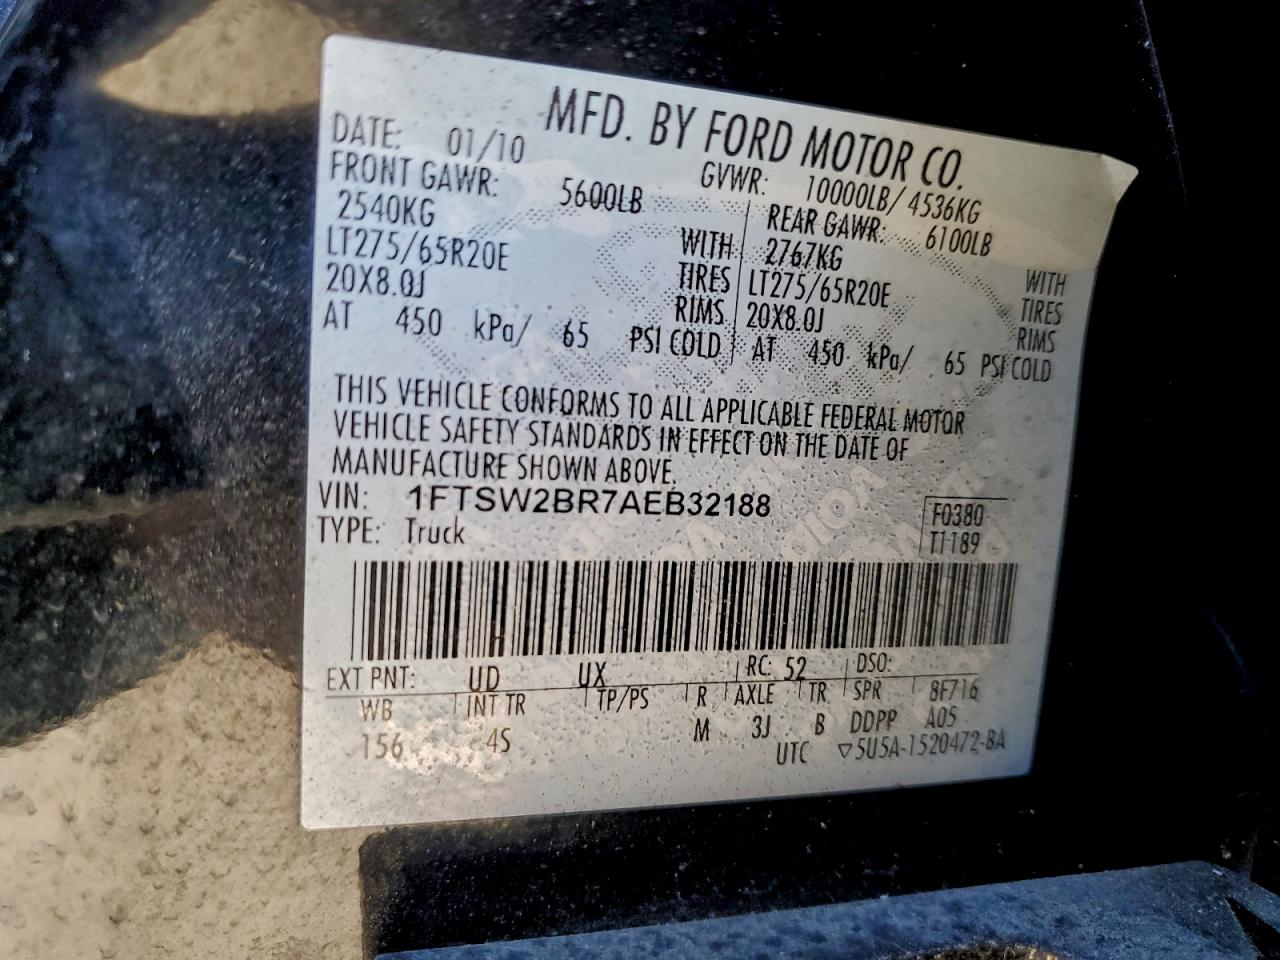 MFD. BY FORD MOTOR CO.
DATE: 01/10 GVWR: 10000LB/ 4536KG
FRONT GAWR: 5600LB REAR GAWR: 6100LB
2540KG WITH 2767KG WITH
LT275/65R20E TIRES LT275/65R20E TIRES
20X8.0J RIMS 20X8.0J RIMS
AT 450 kPa/ 65 PSI COLD AT 450 kPa/ 65 PSI COLD
THIS VEHICLE CONFORMS TO ALL APPLICABLE FEDERAL MOTOR
VEHICLE SAFETY STANDARDS IN EFFECT ON THE DATE OF
MANUFACTURE SHOWN ABOVE.
VIN: 1FTSW2BR7AEB32188 F0380
TYPE: Truck T1189
EXT PNT: UD UX RC: 52 DSO:
WB INT TR TP/PS R AXLE TR SPR 8F716
156 4S M 3J B DDPP A05
UTC ▽5U5A-1520472-BA